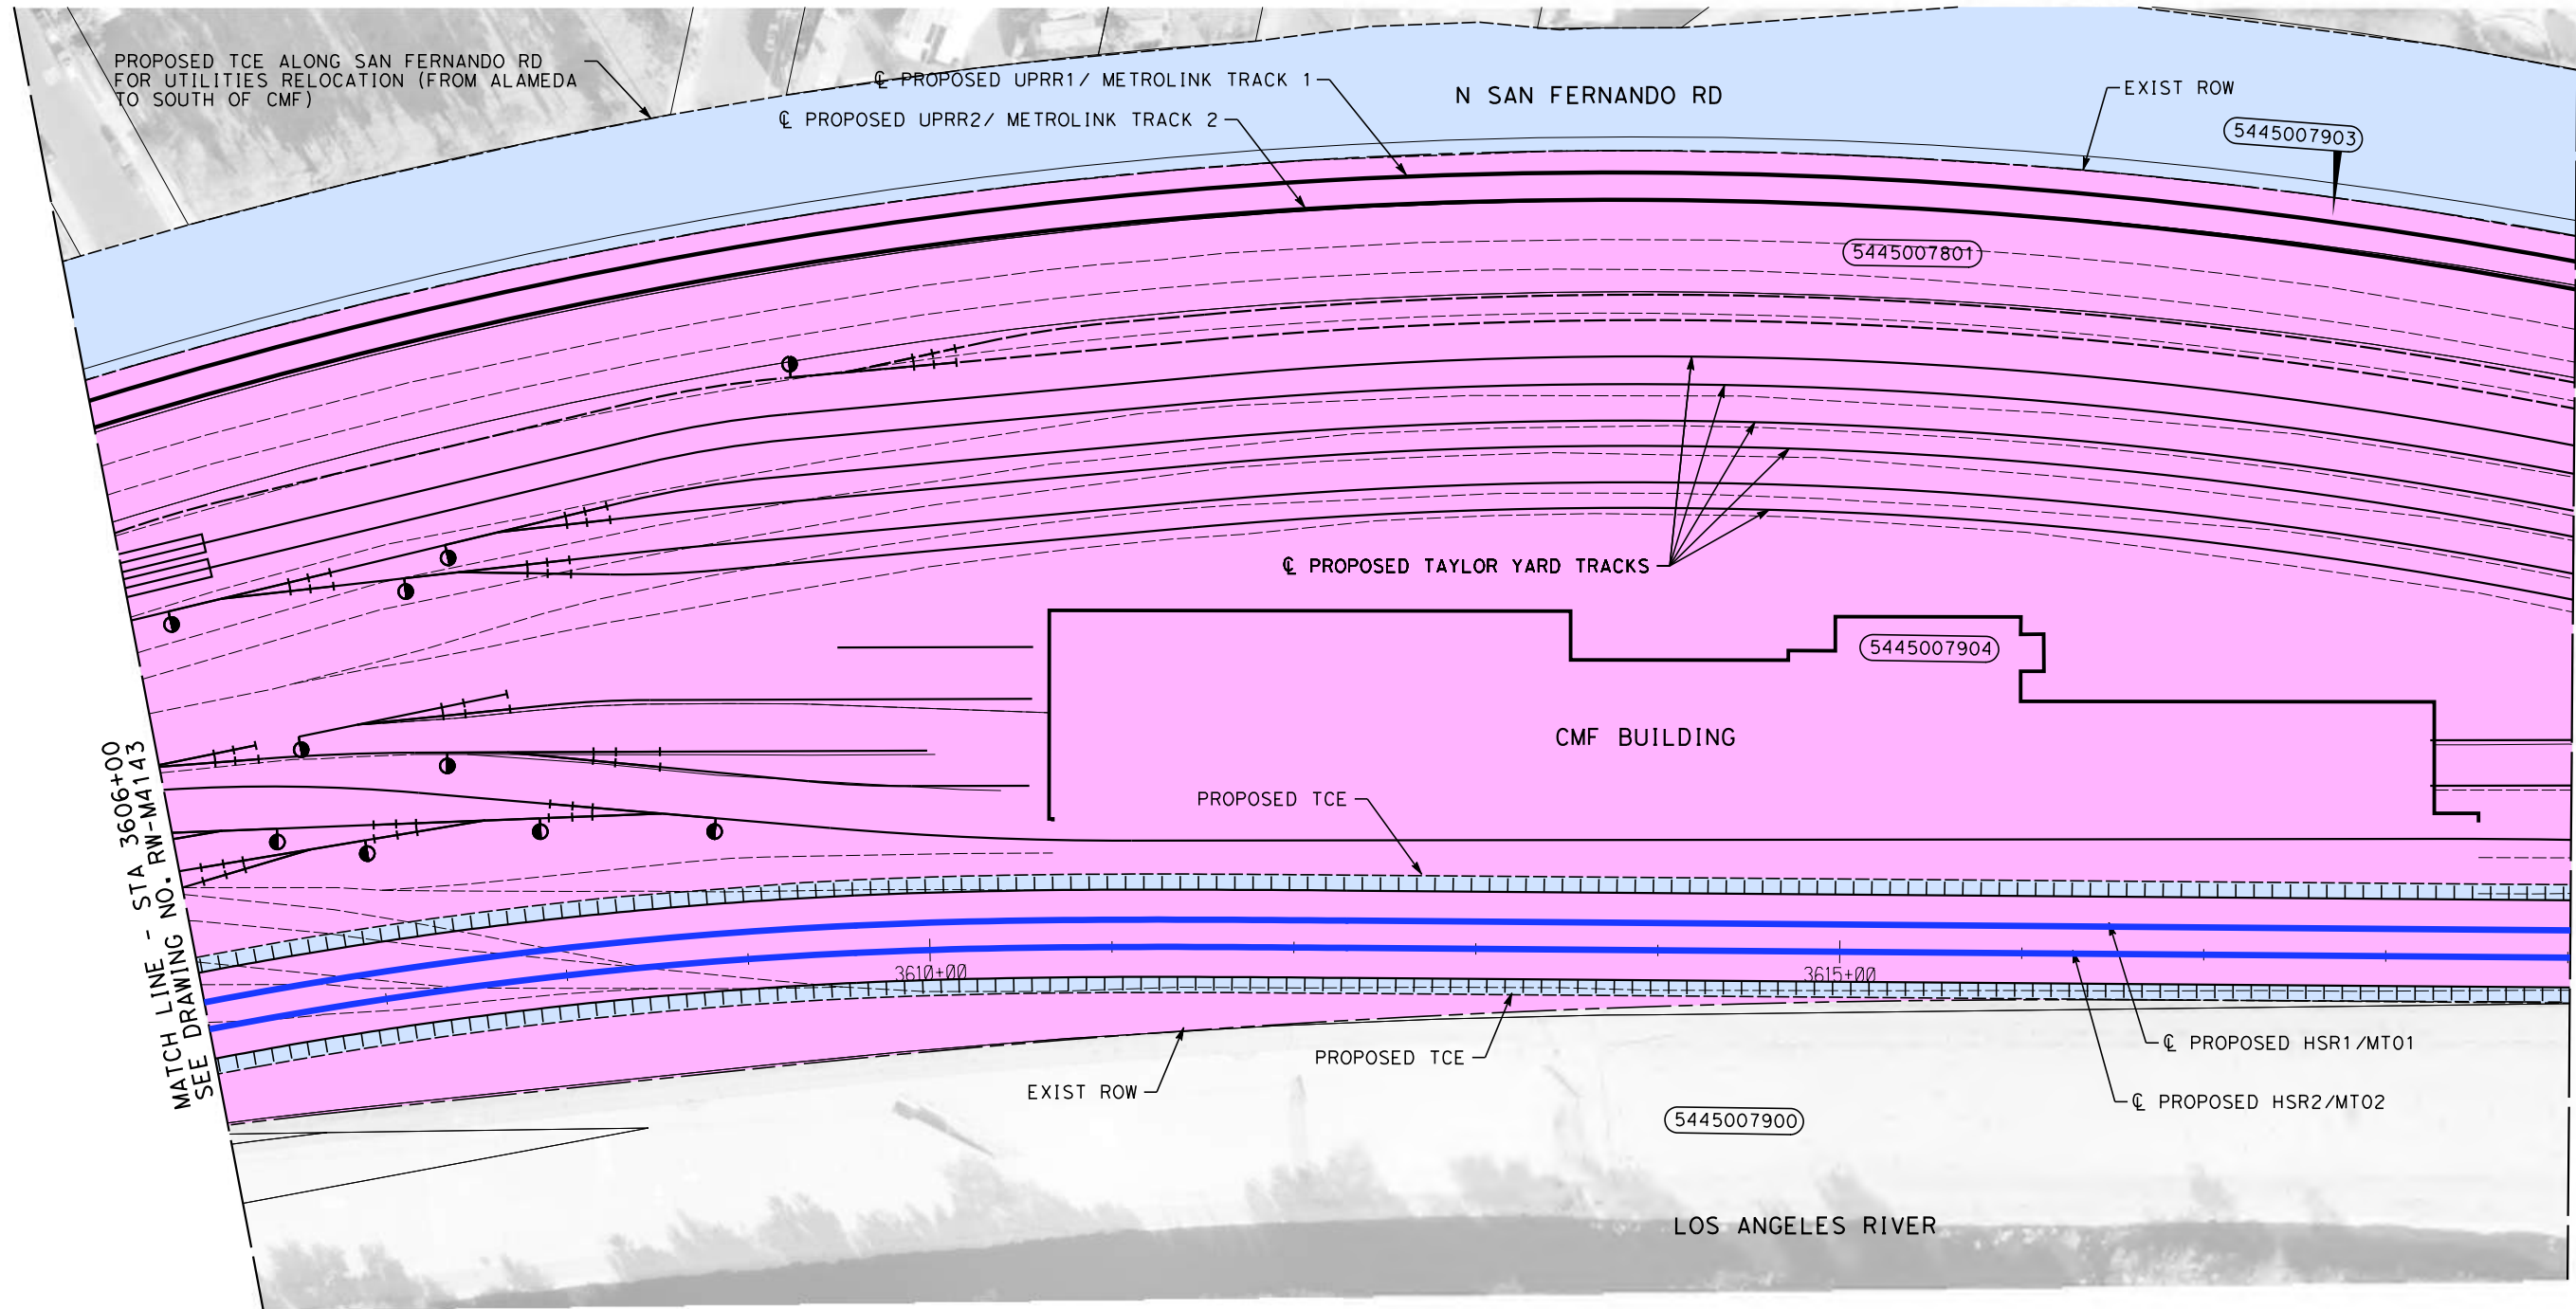 PROPOSED TCE ALONG SAN FERNANDO RD
FOR UTILITIES RELOCATION (FROM ALAMEDA
TO SOUTH OF CMF)
℄ PROPOSED UPRR1/ METROLINK TRACK 1
℄ PROPOSED UPRR2/ METROLINK TRACK 2
N SAN FERNANDO RD
EXIST ROW
5445007903
5445007801
℄ PROPOSED TAYLOR YARD TRACKS
5445007904
CMF BUILDING
PROPOSED TCE
MATCH LINE - STA 3606+00
SEE DRAWING NO. RW-M4143
3610+00
3615+00
℄ PROPOSED HSR1/MT01
PROPOSED TCE
EXIST ROW
℄ PROPOSED HSR2/MT02
5445007900
LOS ANGELES RIVER